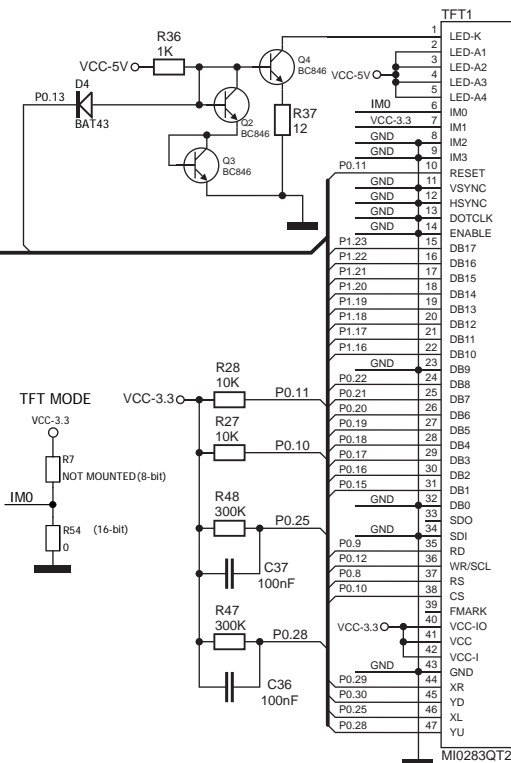 TFT1
R36
1K
VCC-5V
D4
P0.13
BAT43
Q4
BC846
Q2
BC846
Q3
BC846
R37
12
VCC-5V
1 LED-K
2 LED-A1
3 LED-A2
4 LED-A3
5 LED-A4
IM0 6 IM0
VCC-3.3 7 IM1
GND 8 IM2
GND 9 IM3
P0.11 10 RESET
GND 11 VSYNC
GND 12 HSYNC
GND 13 DOTCLK
GND 14 ENABLE
P1.23 15 DB17
P1.22 16 DB16
P1.21 17 DB15
P1.20 18 DB14
P1.19 19 DB13
P1.18 20 DB12
P1.17 21 DB11
P1.16 22 DB10
GND 23 DB9
P0.22 24 DB8
P0.21 25 DB7
P0.20 26 DB6
P0.19 27 DB5
P0.18 28 DB4
P0.17 29 DB3
P0.16 30 DB2
P0.15 31 DB1
GND 32 DB0
33 SDO
GND 34 SDI
P0.9 35 RD
P0.12 36 WR/SCL
P0.8 37 RS
P0.10 38 CS
39 FMARK
VCC-3.3 40 VCC-IO
41 VCC
42 VCC-I
GND 43 GND
P0.29 44 XR
P0.30 45 YD
P0.25 46 XL
P0.28 47 YU
MI0283QT2
TFT MODE
VCC-3.3
R7
NOT MOUNTED(8-bit)
IM0
R54 (16-bit)
0
VCC-3.3
R28
10K
P0.11
R27
10K
P0.10
R48
300K
P0.25
C37
100nF
R47
300K
P0.28
C36
100nF